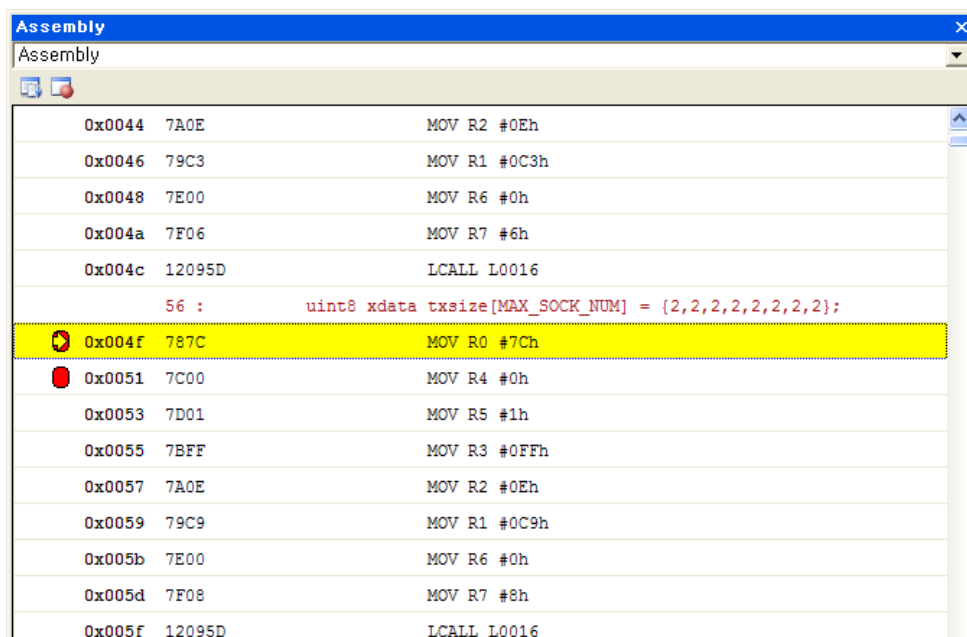 Assembly
Assembly
0x0044 7A0E MOV R2 #0Eh
0x0046 79C3 MOV R1 #0C3h
0x0048 7E00 MOV R6 #0h
0x004a 7F06 MOV R7 #6h
0x004c 12095D LCALL L0016
56 : uint8 xdata txsize[MAX_SOCK_NUM] = {2,2,2,2,2,2,2,2};
0x004f 787C MOV R0 #7Ch
0x0051 7C00 MOV R4 #0h
0x0053 7D01 MOV R5 #1h
0x0055 7BFF MOV R3 #0FFh
0x0057 7A0E MOV R2 #0Eh
0x0059 79C9 MOV R1 #0C9h
0x005b 7E00 MOV R6 #0h
0x005d 7F08 MOV R7 #8h
0x005f 12095D LCALL L0016